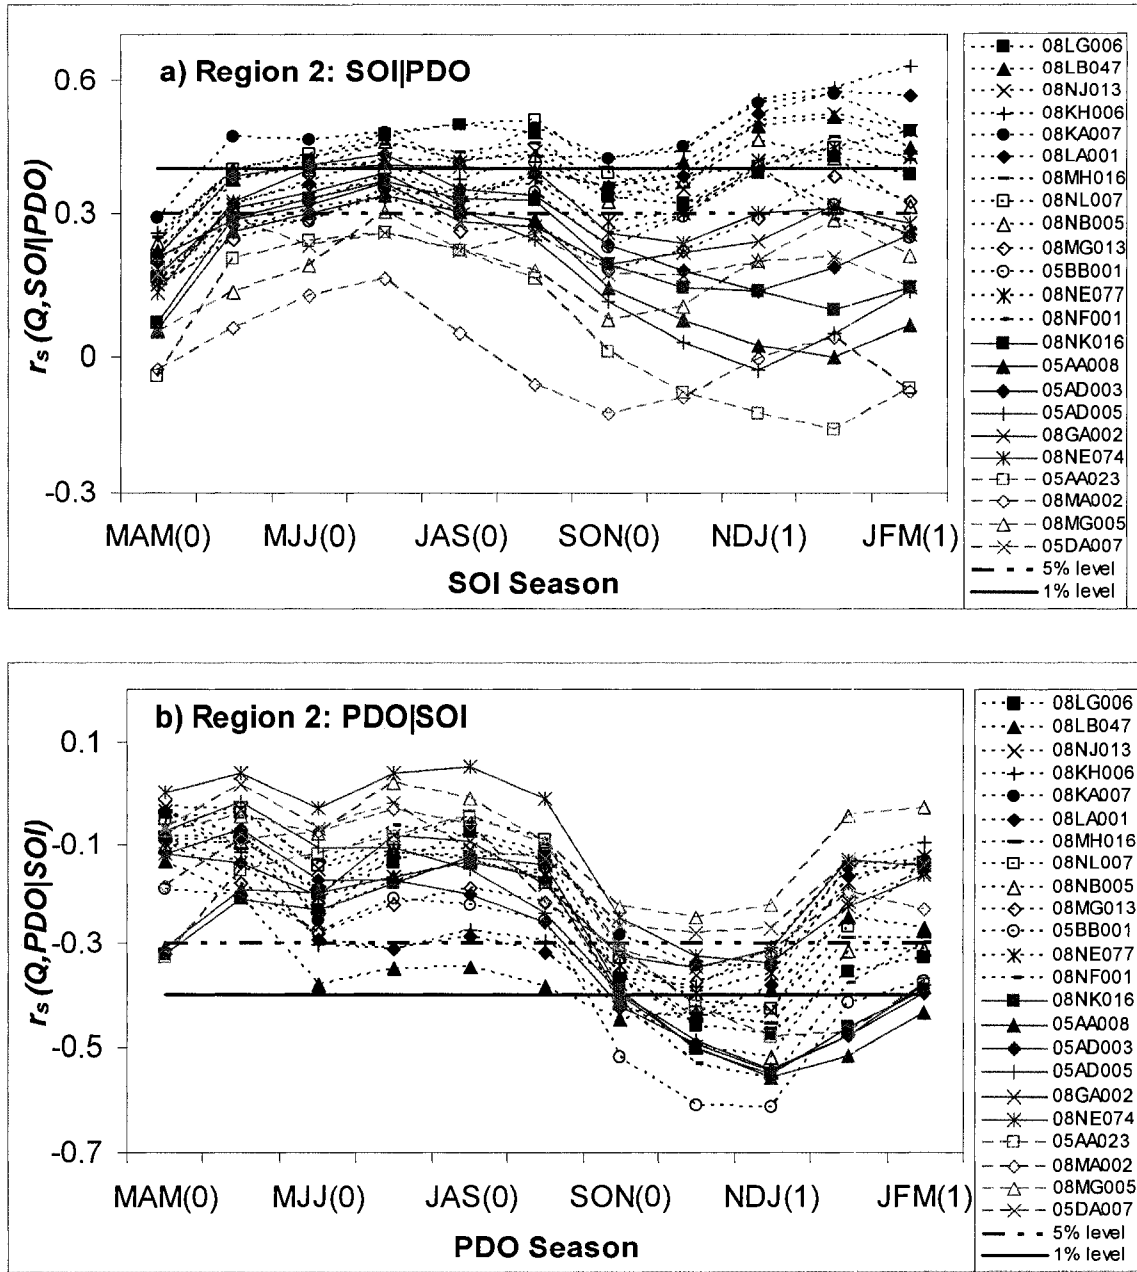 a) Region 2: SOI|PDO
0.6
0.3
0
-0.3
rs (Q,SOI|PDO)
MAM(0) MJJ(0) JAS(0) SON(0) NDJ(1) JFM(1)
SOI Season
08LG006
08LB047
08NJ013
08KH006
08KA007
08LA001
08MH016
08NL007
08NB005
08MG013
05BB001
08NE077
08NF001
08NK016
05AA008
05AD003
05AD005
08GA002
08NE074
05AA023
08MA002
08MG005
05DA007
5% level
1% level
b) Region 2: PDO|SOI
0.1
-0.1
-0.3
-0.5
-0.7
rs (Q,PDO|SOI)
MAM(0) MJJ(0) JAS(0) SON(0) NDJ(1) JFM(1)
PDO Season
08LG006
08LB047
08NJ013
08KH006
08KA007
08LA001
08MH016
08NL007
08NB005
08MG013
05BB001
08NE077
08NF001
08NK016
05AA008
05AD003
05AD005
08GA002
08NE074
05AA023
08MA002
08MG005
05DA007
5% level
1% level